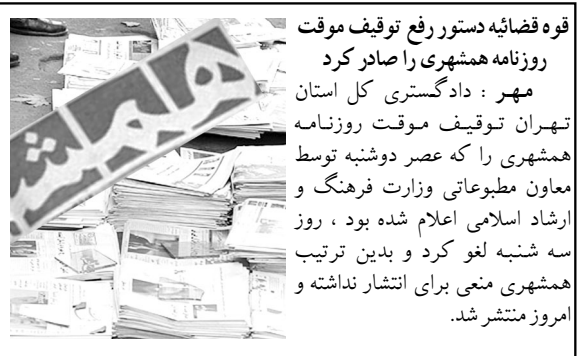 قوه قضائیه دستور رفع توقیف موقت
روزنامه همشهری را صادر کرد
مهر : دادگستری کل استان
تهران توقیف موقت روزنامه
همشهری را که عصر دوشنبه توسط
معاون مطبوعاتی وزارت فرهنگ و
ارشاد اسلامی اعلام شده بود ، روز
سه شنبه لغو کرد و بدین ترتیب
همشهری منعی برای انتشار نداشته و
امروز منتشر شد.